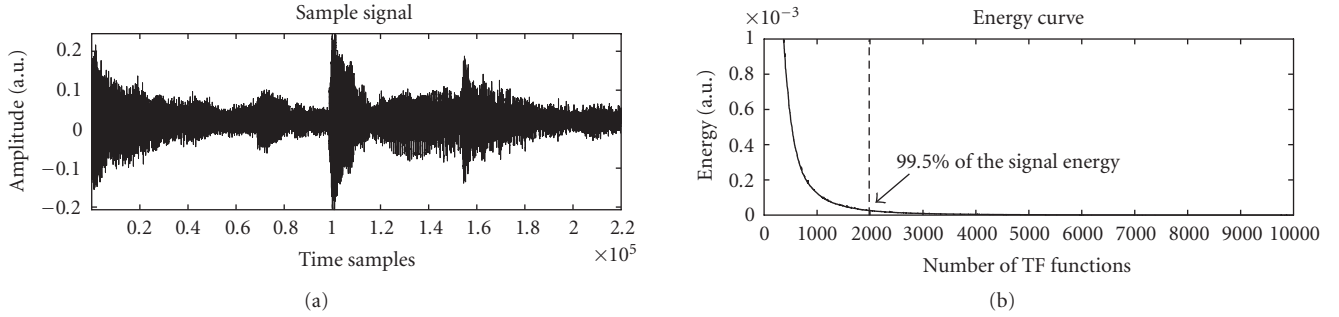 Sample signal
Amplitude (a.u.)
0.2
0.1
0
−0.1
−0.2
0.2 0.4 0.6 0.8 1 1.2 1.4 1.6 1.8 2 2.2
×10⁵
Time samples
(a)
Energy curve
×10⁻³
Energy (a.u.)
1
0.8
0.6
0.4
0.2
0
99.5% of the signal energy
0 1000 2000 3000 4000 5000 6000 7000 8000 9000 10000
Number of TF functions
(b)